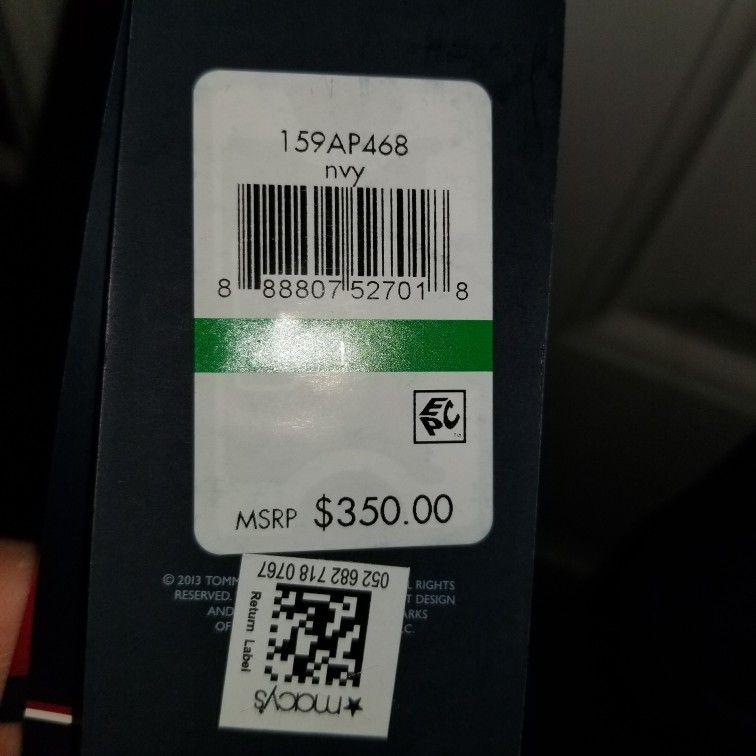 159AP468
nvy
8 88807 52701 8
EPC
MSRP $350.00
© 2013 TOMM
L RIGHTS
RESERVED.
T DESIGN
AND
ARKS
OF
.C.
052 682 718 0767
Return Label
★macy's